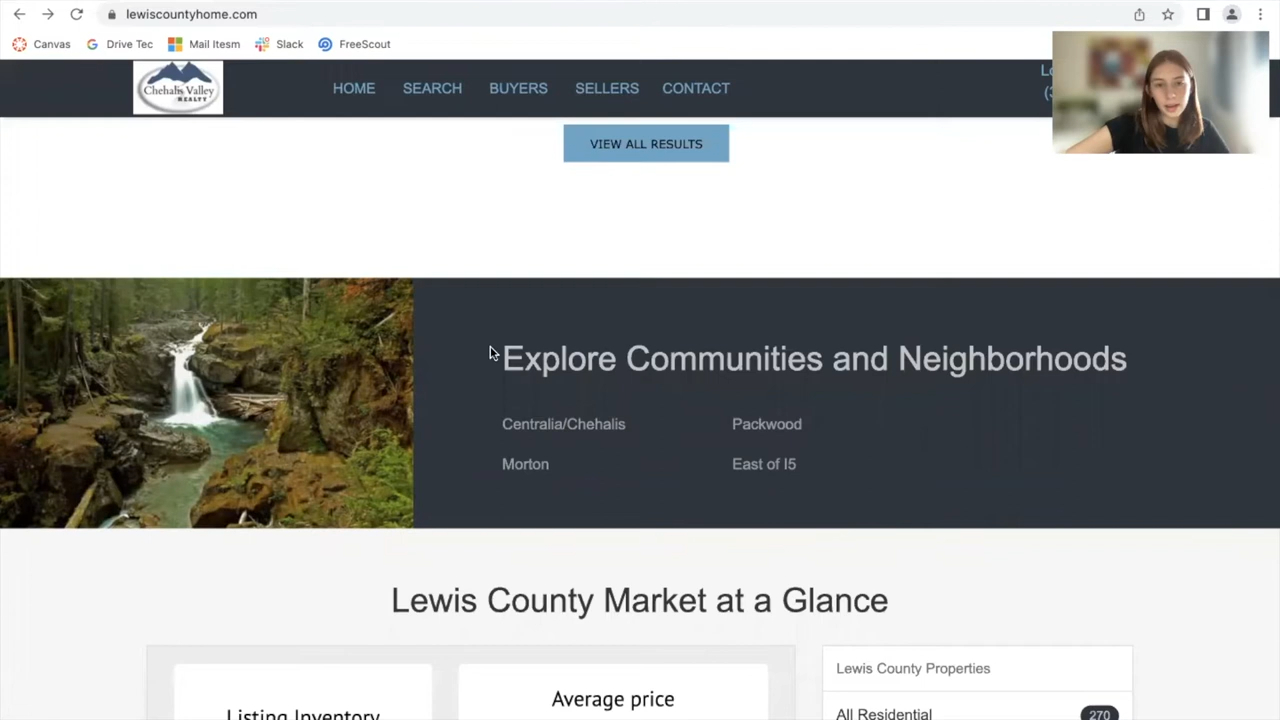 lewiscountyhome.com
Canvas Drive Tec Mail Itesm Slack FreeScout
Chehalis Valley
REALTY
HOME SEARCH BUYERS SELLERS CONTACT
VIEW ALL RESULTS
Explore Communities and Neighborhoods
Centralia/Chehalis Packwood
Morton East of I5
Lewis County Market at a Glance
Lewis County Properties
Average price
Listing Inventory
All Residential 270